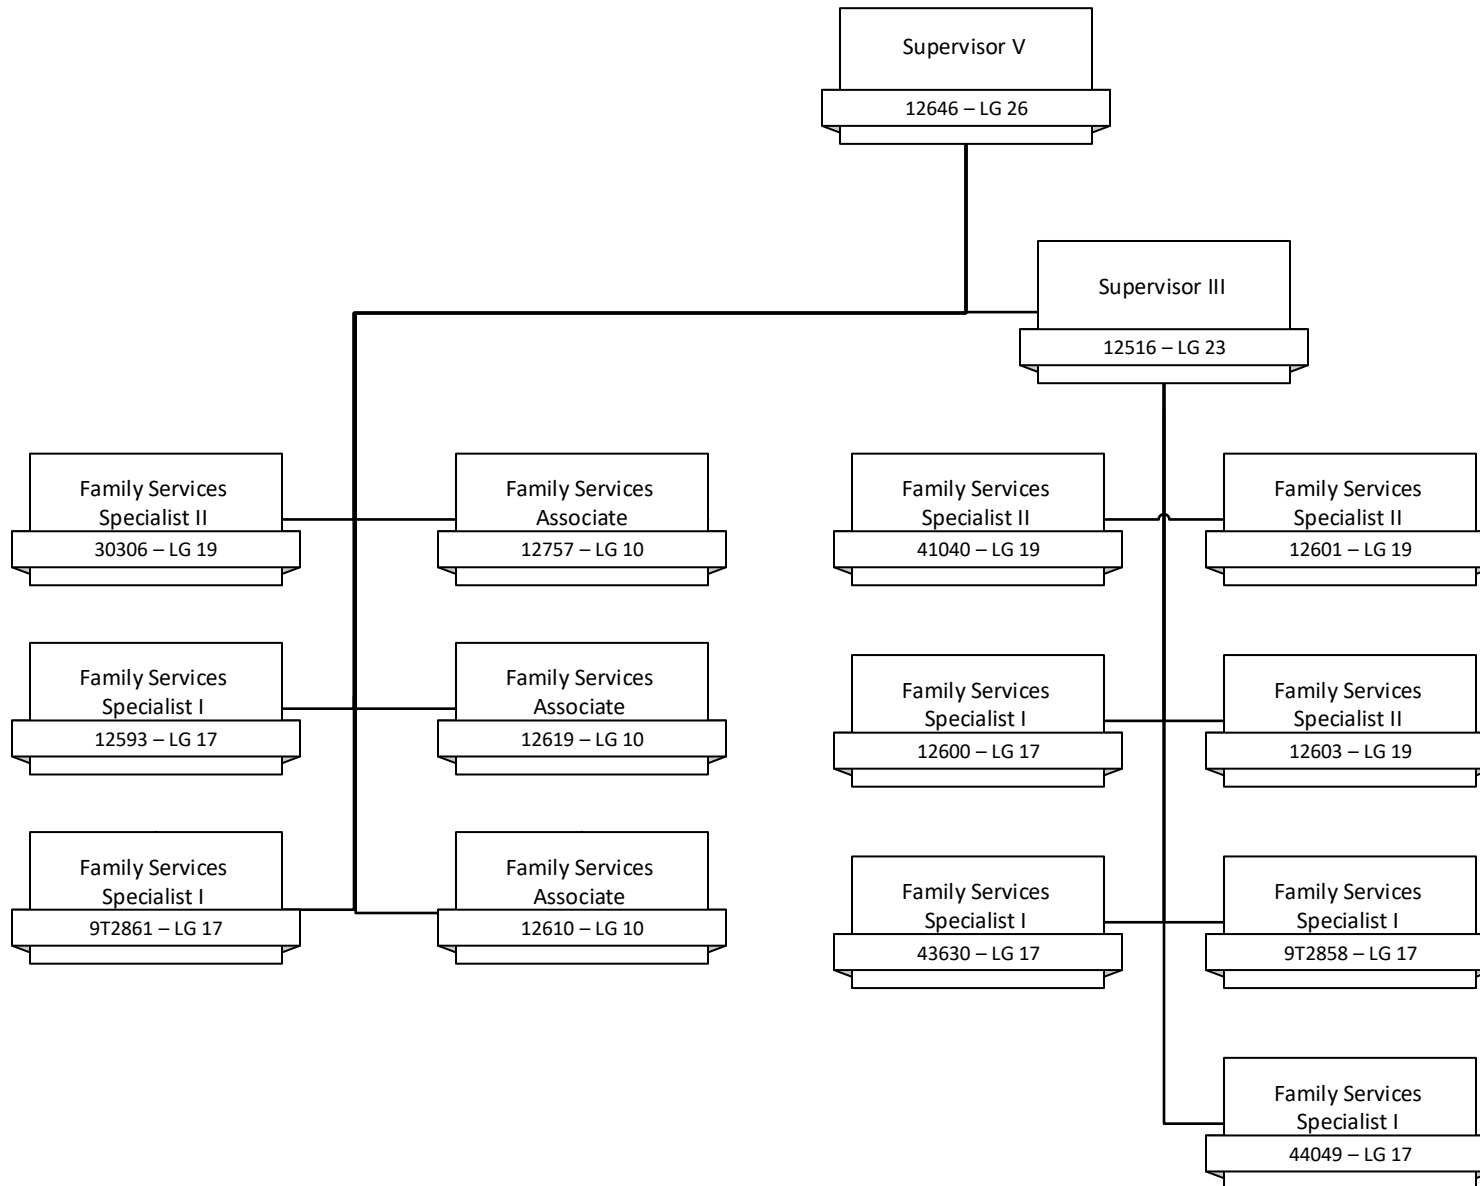 Supervisor V
12646 – LG 26
Supervisor III
12516 – LG 23
Family Services
Specialist II
30306 – LG 19
Family Services
Associate
12757 – LG 10
Family Services
Specialist II
41040 – LG 19
Family Services
Specialist II
12601 – LG 19
Family Services
Specialist I
12593 – LG 17
Family Services
Associate
12619 – LG 10
Family Services
Specialist I
12600 – LG 17
Family Services
Specialist II
12603 – LG 19
Family Services
Specialist I
9T2861 – LG 17
Family Services
Associate
12610 – LG 10
Family Services
Specialist I
43630 – LG 17
Family Services
Specialist I
9T2858 – LG 17
Family Services
Specialist I
44049 – LG 17